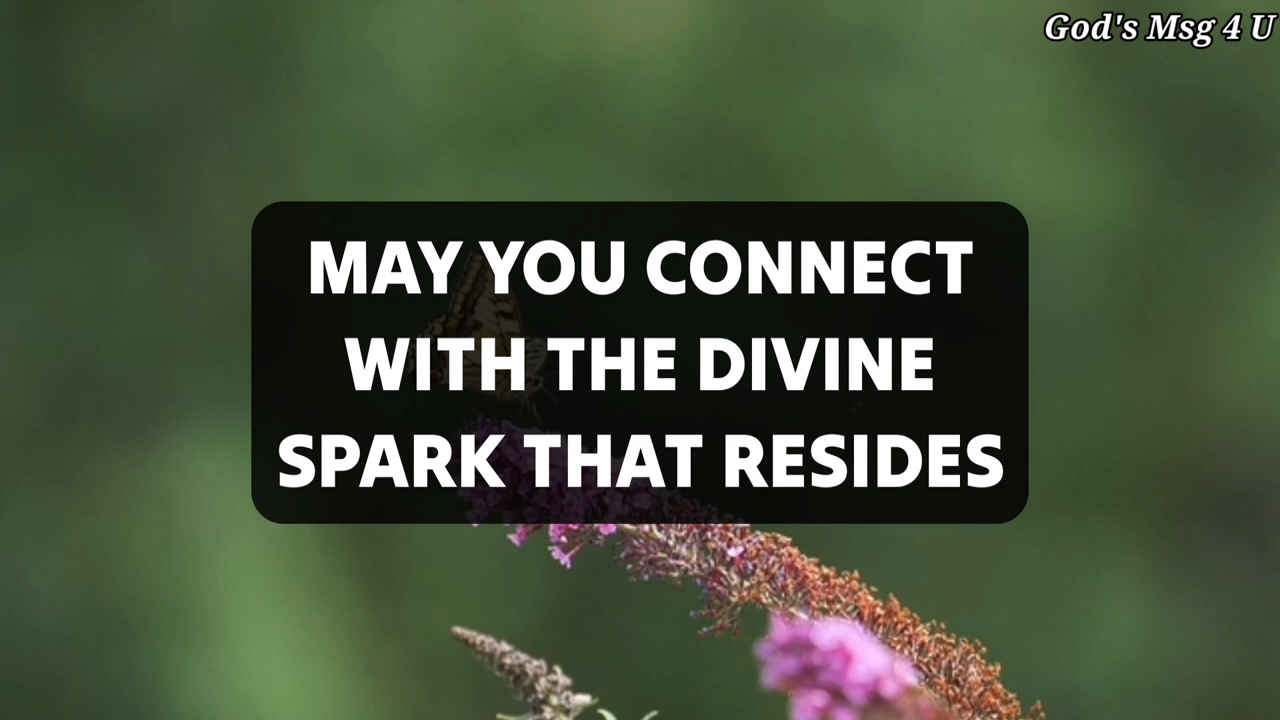 God's Msg 4 U
MAY YOU CONNECT
WITH THE DIVINE
SPARK THAT RESIDES